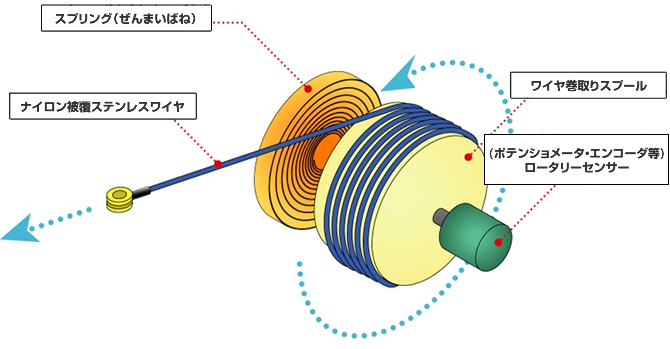 スプリング（ぜんまいばね）
ナイロン被覆ステンレスワイヤ
ワイヤ巻取りスプール
（ポテンショメータ・エンコーダ等）
ロータリーセンサー